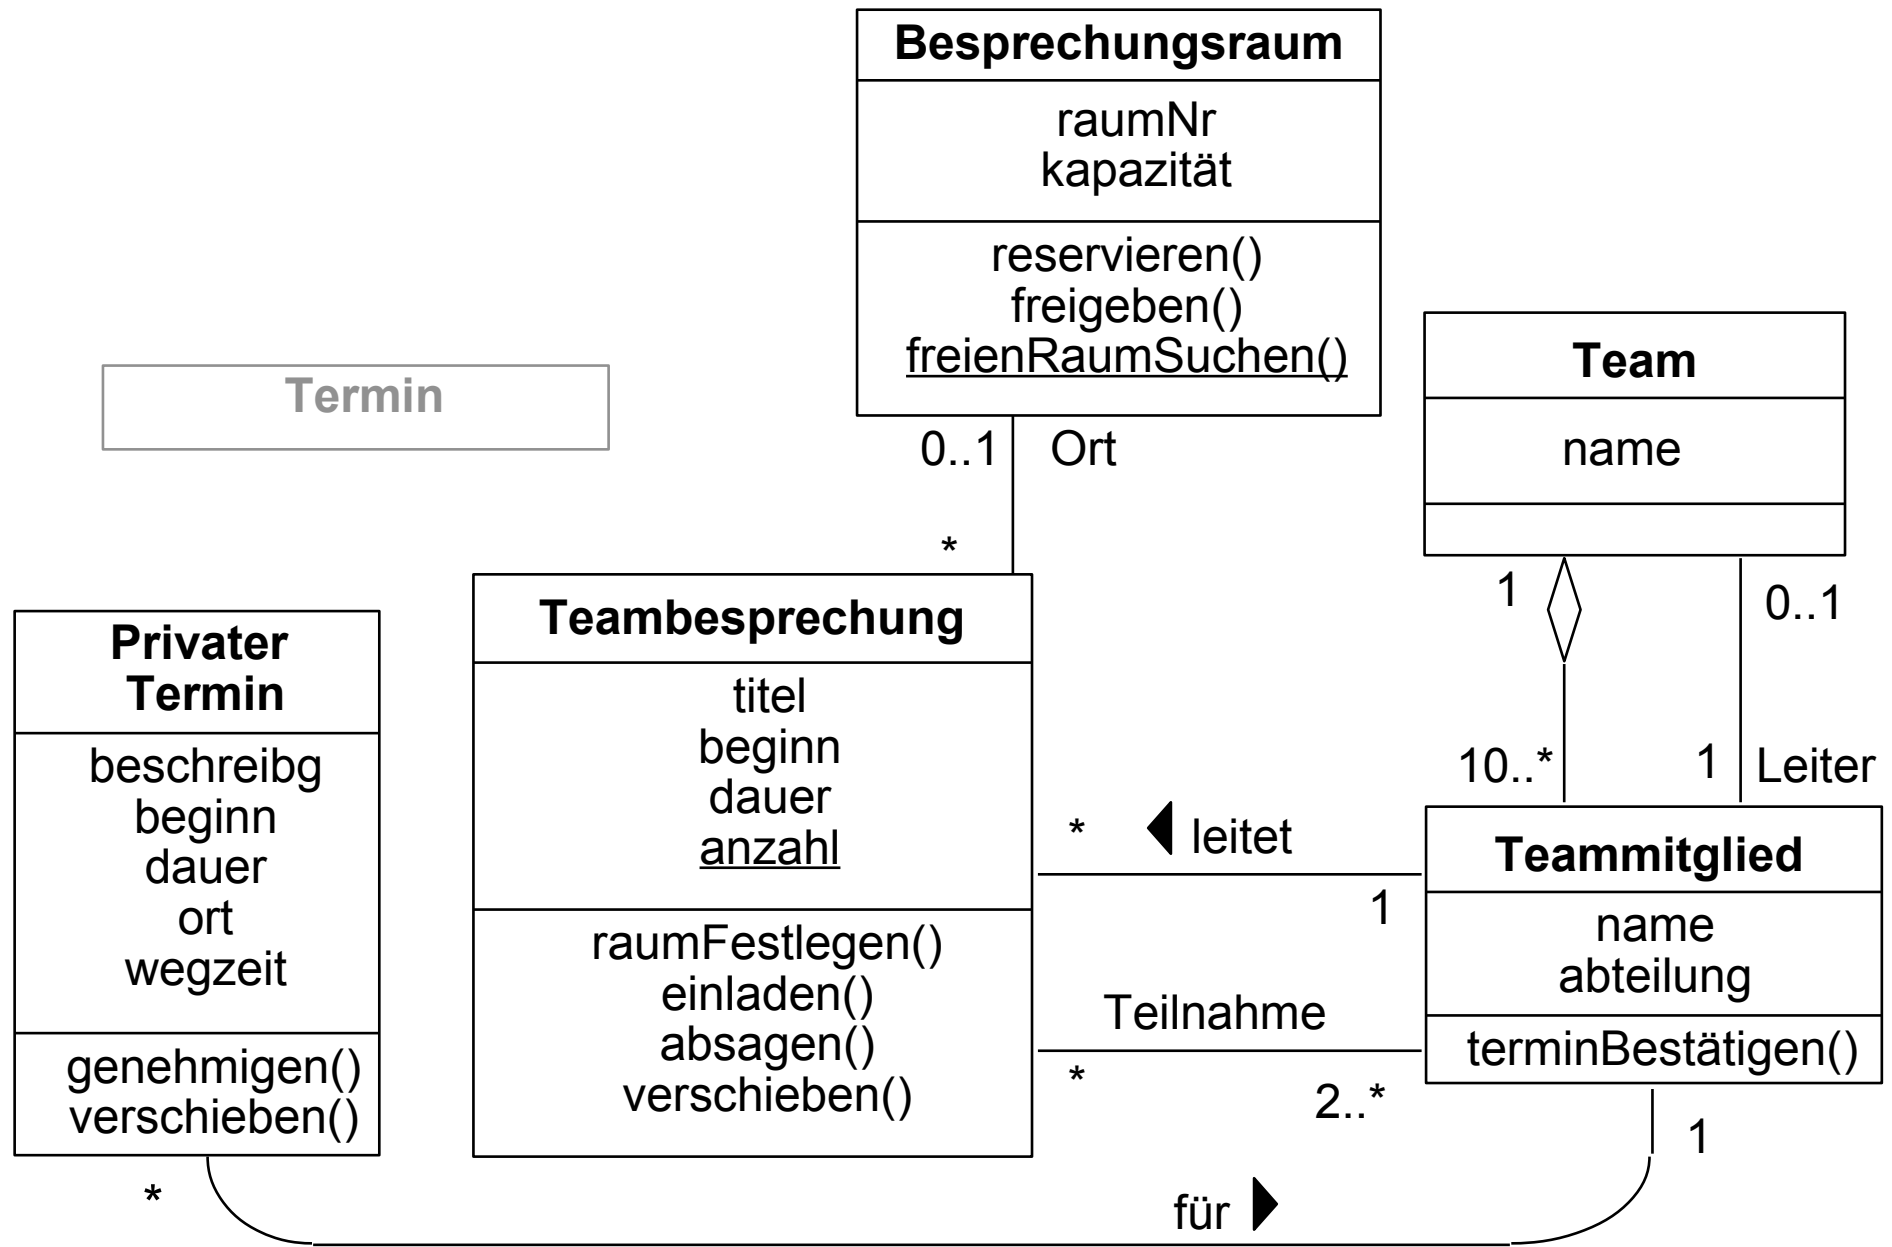 Besprechungsraum
raumNr
kapazität
reservieren()
freigeben()
freienRaumSuchen()
Termin
Team
name
0..1 Ort
*
1
0..1
Privater
Termin
beschreibg
beginn
dauer
ort
wegzeit
genehmigen()
verschieben()
Teambesprechung
titel
beginn
dauer
anzahl
raumFestlegen()
einladen()
absagen()
verschieben()
10..*
1 Leiter
* leitet
1
Teilnahme
*
2..*
Teammitglied
name
abteilung
terminBestätigen()
1
*
für